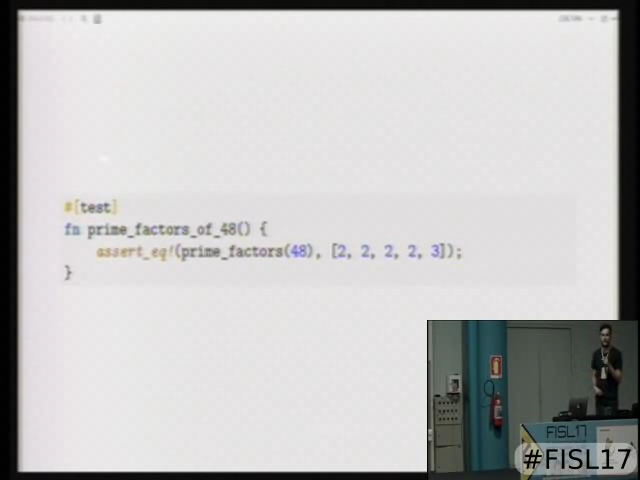 #[test]
fn prime_factors_of_48() {
assert_eq!(prime_factors(48), [2, 2, 2, 2, 3]);
}
FISL17
#FISL17